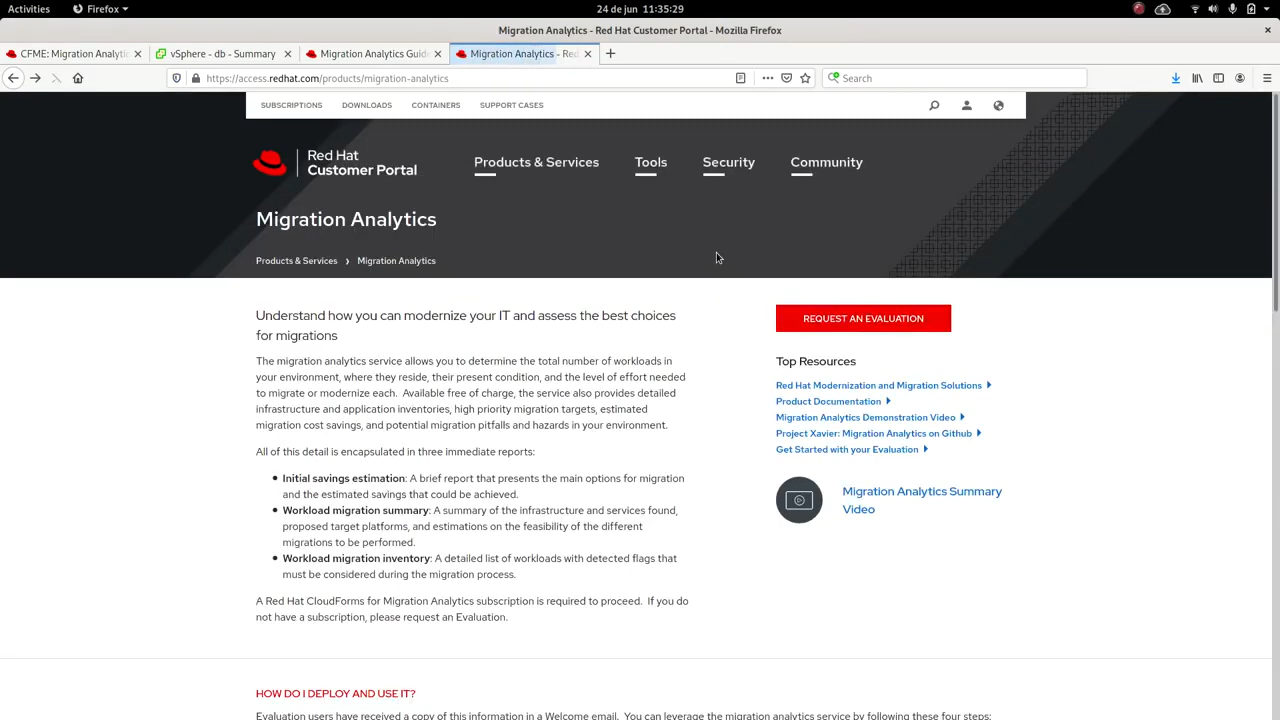 Activities
Firefox
24 de jun 11:35:29
Migration Analytics - Red Hat Customer Portal - Mozilla Firefox
CFME: Migration Analytic
vSphere - db - Summary
Migration Analytics Guide
Migration Analytics - Red
https://access.redhat.com/products/migration-analytics
Search
SUBSCRIPTIONS DOWNLOADS CONTAINERS SUPPORT CASES
Red Hat
Customer Portal
Products & Services Tools Security Community
Migration Analytics
Products & Services › Migration Analytics
Understand how you can modernize your IT and assess the best choices
for migrations
The migration analytics service allows you to determine the total number of workloads in
your environment, where they reside, their present condition, and the level of effort needed
to migrate or modernize each. Available free of charge, the service also provides detailed
infrastructure and application inventories, high priority migration targets, estimated
migration cost savings, and potential migration pitfalls and hazards in your environment.
All of this detail is encapsulated in three immediate reports:
• Initial savings estimation: A brief report that presents the main options for migration
and the estimated savings that could be achieved.
• Workload migration summary: A summary of the infrastructure and services found,
proposed target platforms, and estimations on the feasibility of the different
migrations to be performed.
• Workload migration inventory: A detailed list of workloads with detected flags that
must be considered during the migration process.
A Red Hat CloudForms for Migration Analytics subscription is required to proceed. If you do
not have a subscription, please request an Evaluation.
REQUEST AN EVALUATION
Top Resources
Red Hat Modernization and Migration Solutions
Product Documentation
Migration Analytics Demonstration Video
Project Xavier: Migration Analytics on Github
Get Started with your Evaluation
Migration Analytics Summary
Video
HOW DO I DEPLOY AND USE IT?
Evaluation users have received a copy of this information in a Welcome email. You can leverage the migration analytics service by following these four steps: